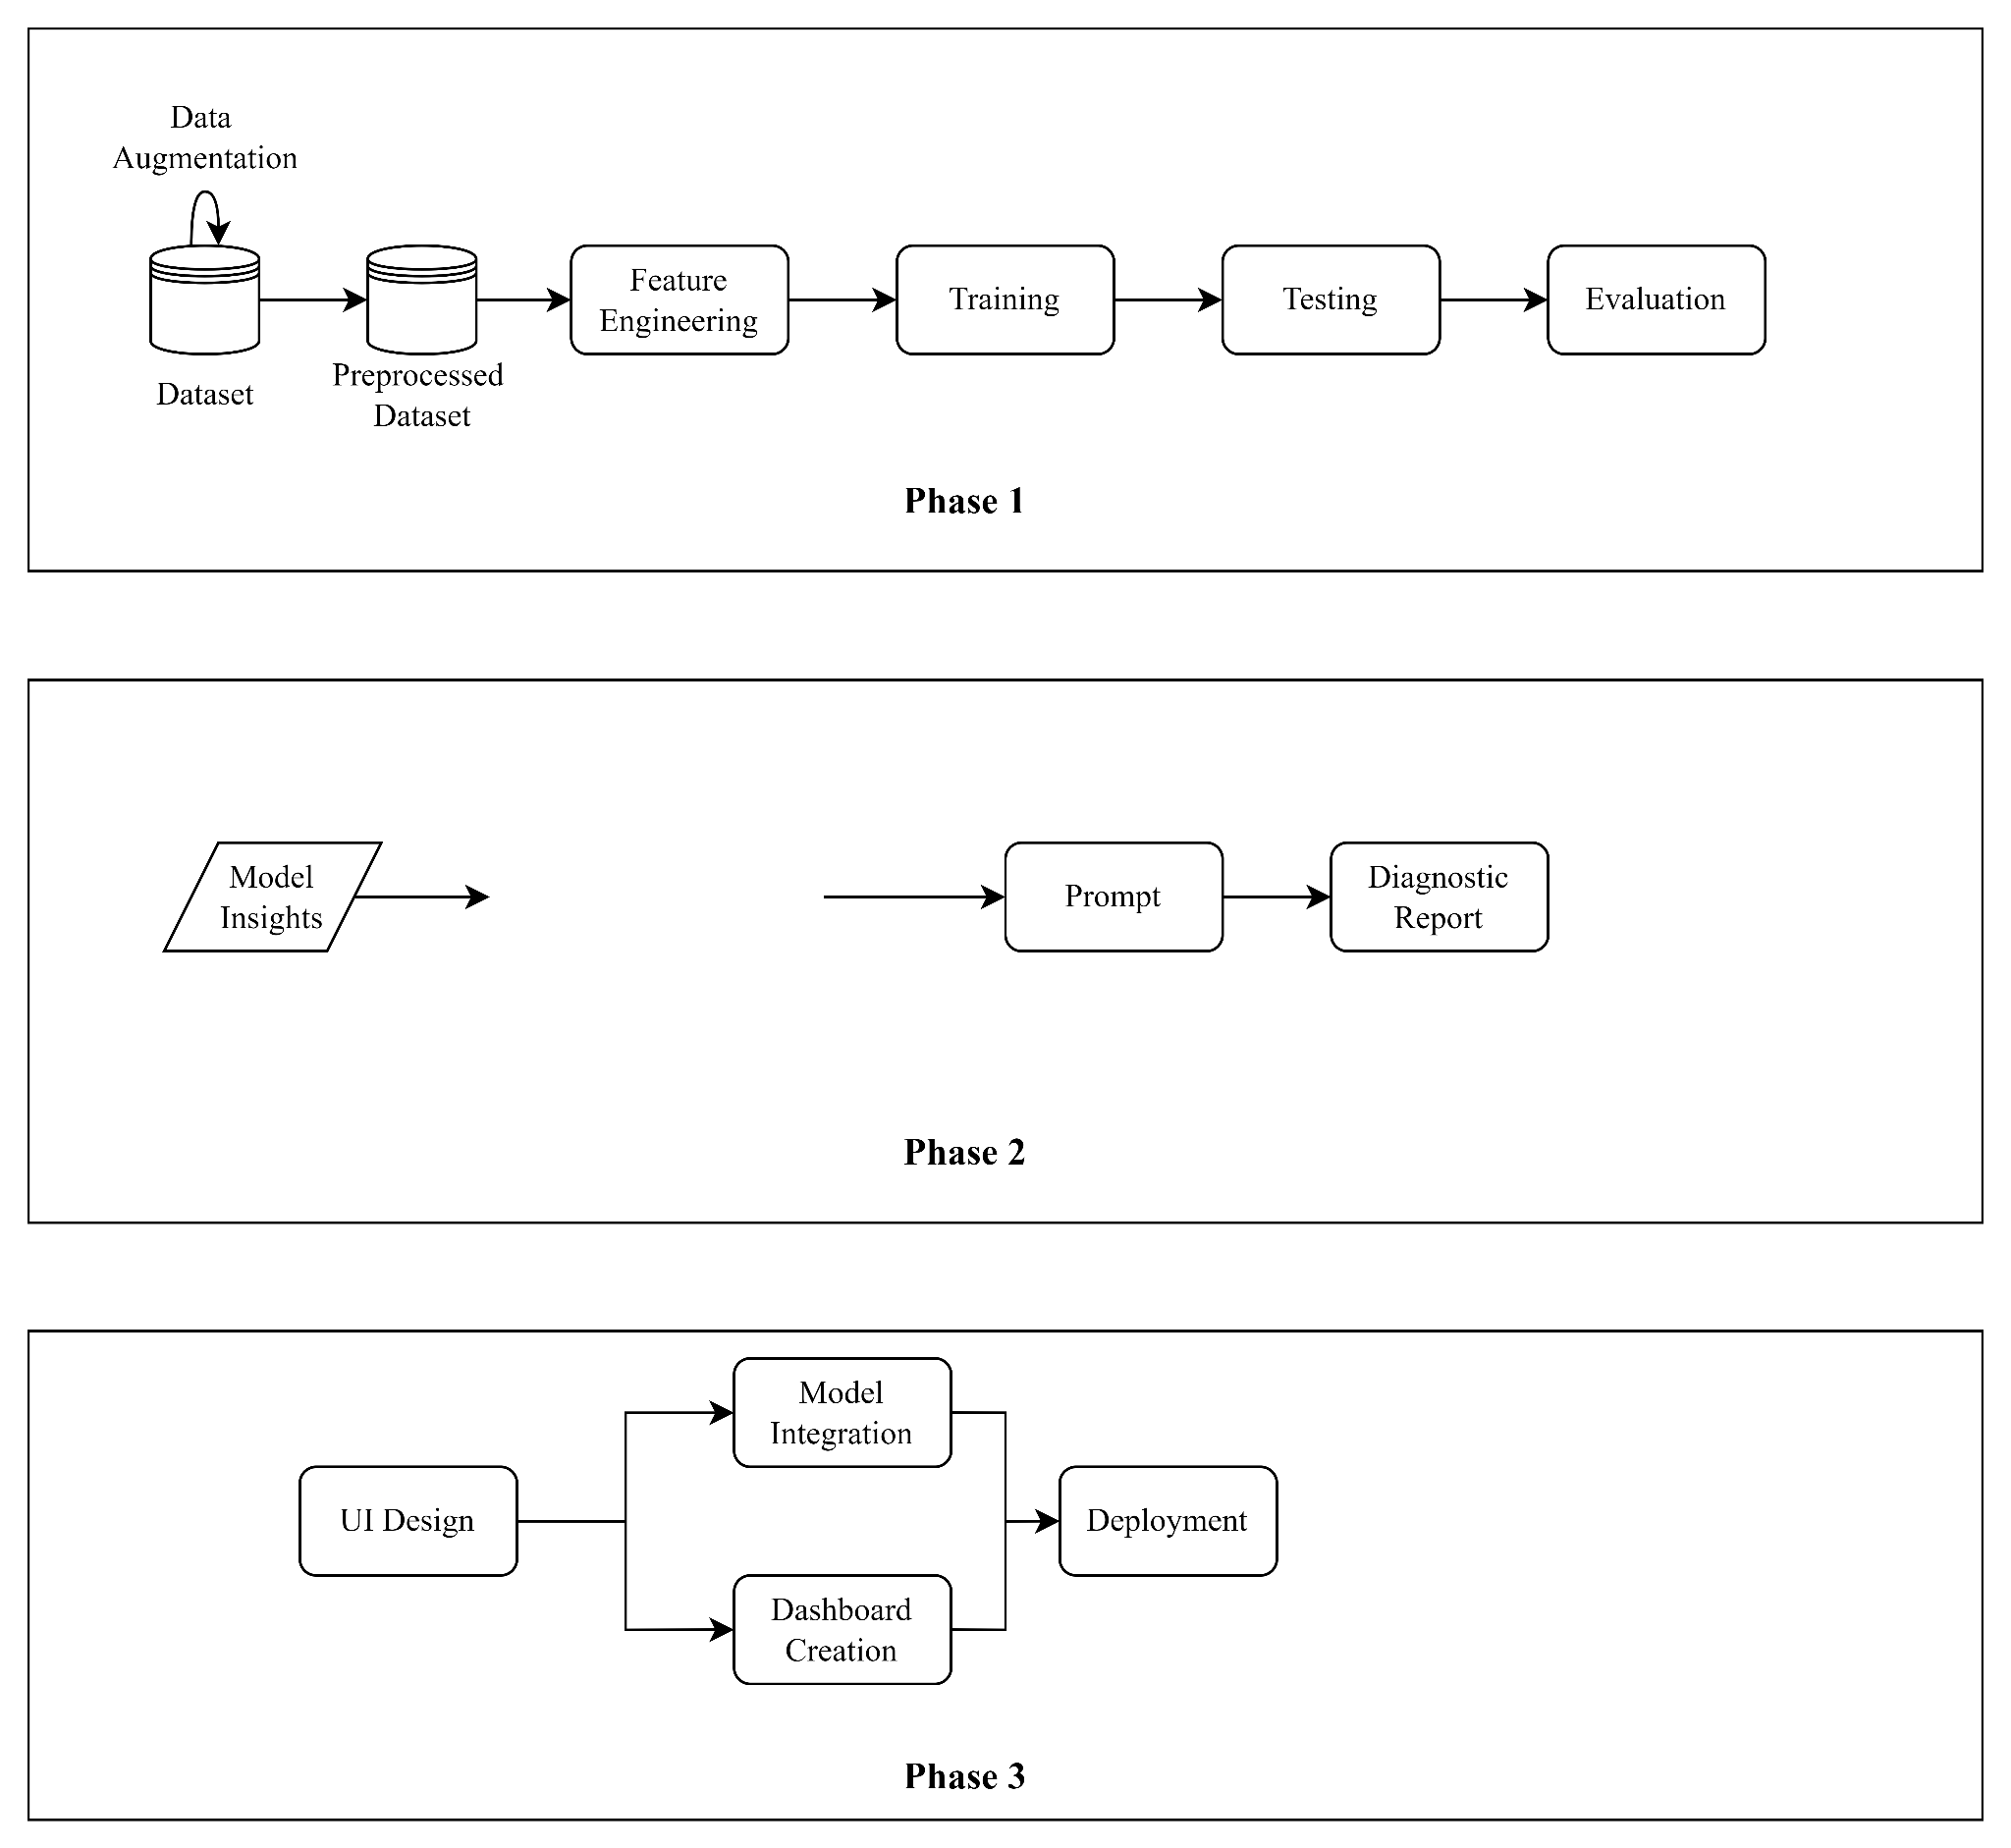 Data
Augmentation
Dataset
Preprocessed
Dataset
Feature
Engineering
Training
Testing
Evaluation
Phase 1
Model
Insights
Prompt
Diagnostic
Report
Phase 2
UI Design
Model
Integration
Dashboard
Creation
Deployment
Phase 3